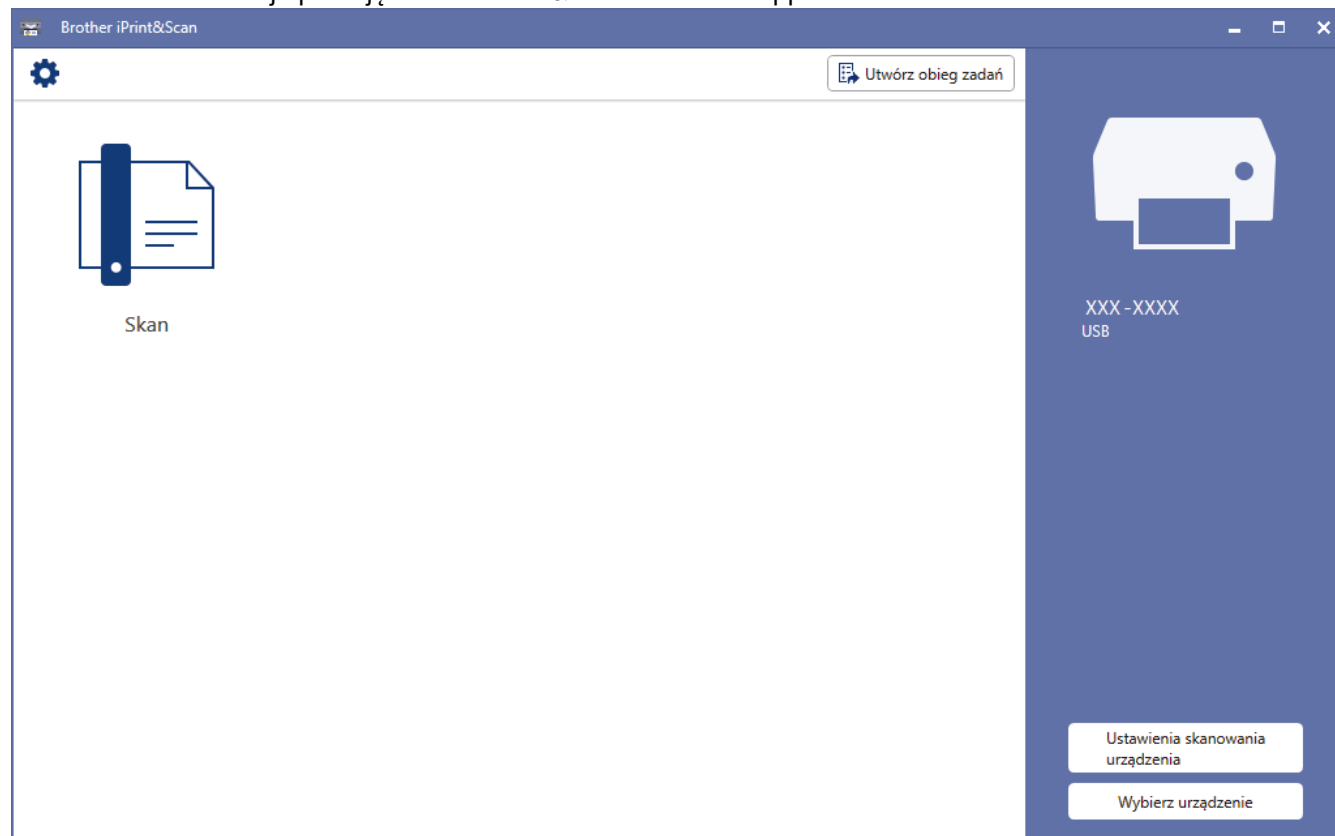 Brother iPrint&Scan
Utwórz obieg zadań
Skan
XXX-XXXX
USB
Ustawienia skanowania
urządzenia
Wybierz urządzenie